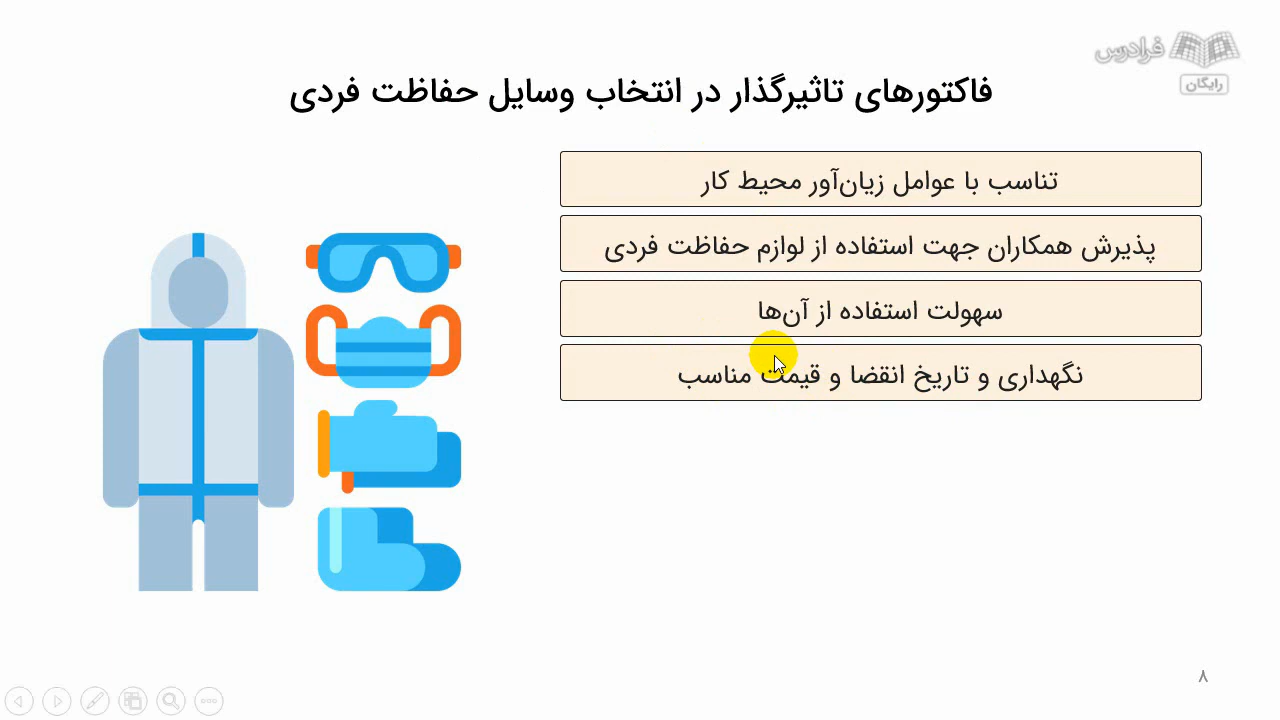 فرادرس
رایگان
فاکتورهای تاثیرگذار در انتخاب وسایل حفاظت فردی
تناسب با عوامل زیان‌آور محیط کار
پذیرش همکاران جهت استفاده از لوازم حفاظت فردی
سهولت استفاده از آن‌ها
نگهداری و تاریخ انقضا و قیمت مناسب
۸